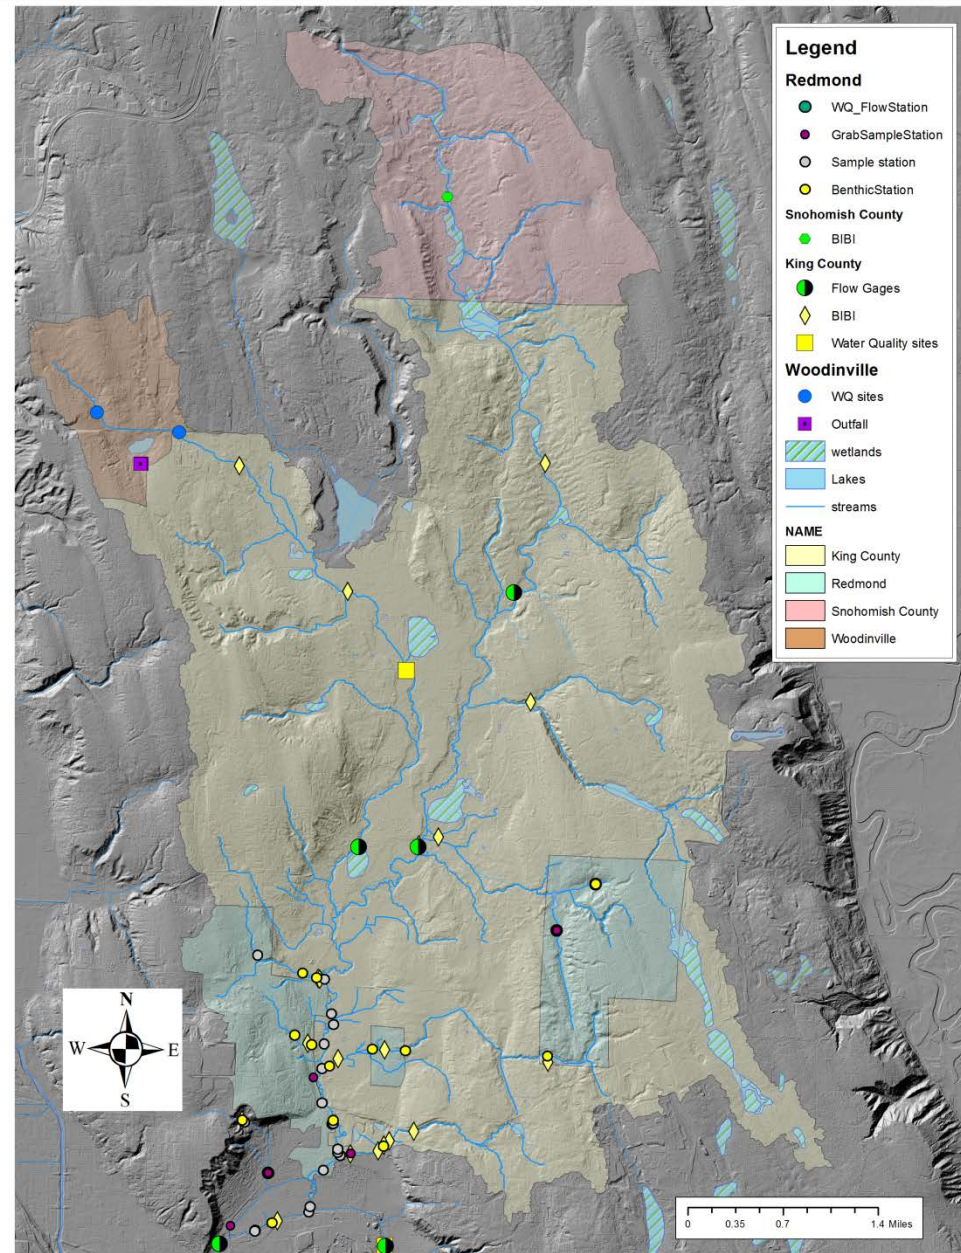 Legend
Redmond
WQ_FlowStation
GrabSampleStation
Sample station
BenthicStation
Snohomish County
BIBI
King County
Flow Gages
BIBI
Water Quality sites
Woodinville
WQ sites
Outfall
wetlands
Lakes
streams
NAME
King County
Redmond
Snohomish County
Woodinville
N
W E
S
0 0.35 0.7 1.4 Miles